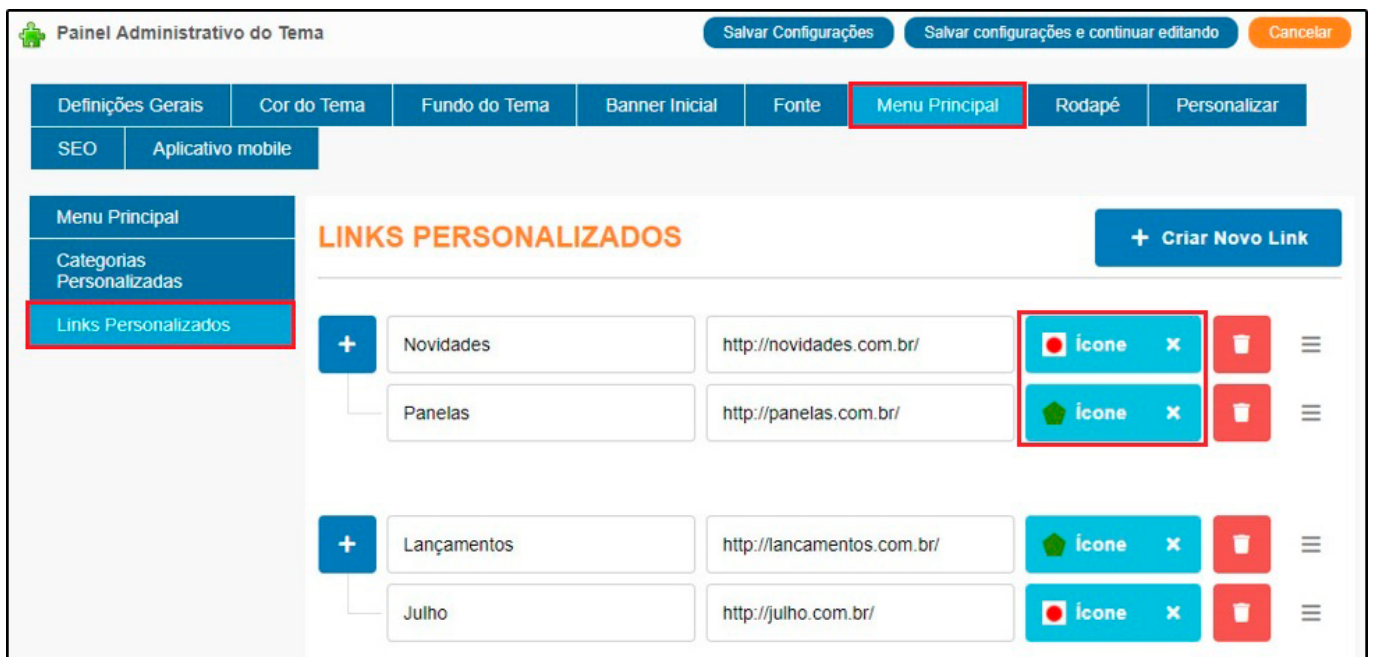 Painel Administrativo do Tema
Salvar Configurações
Salvar configurações e continuar editando
Cancelar
Definições Gerais
Cor do Tema
Fundo do Tema
Banner Inicial
Fonte
Menu Principal
Rodapé
Personalizar
SEO
Aplicativo mobile
Menu Principal
Categorias
Personalizadas
Links Personalizados
LINKS PERSONALIZADOS
+ Criar Novo Link
+ Novidades http://novidades.com.br/ Ícone ×
Panelas http://panelas.com.br/ Ícone ×
+ Lançamentos http://lancamentos.com.br/ Ícone ×
Julho http://julho.com.br/ Ícone ×